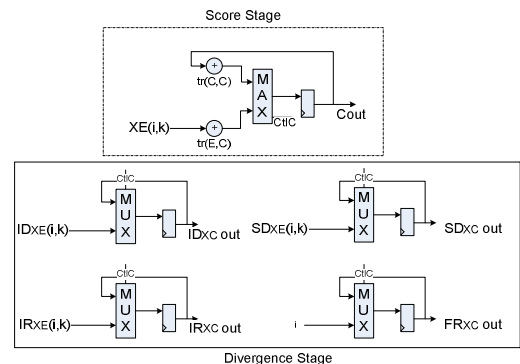 Score Stage
tr(C,C)
M A X
CtlC
Cout
XE(i,k)
tr(E,C)
CtlC
M U X
IDXE(i,k)
IDXC out
CtlC
M U X
SDXE(i,k)
SDXC out
CtlC
M U X
IRXE(i,k)
IRXC out
CtlC
M U X
i
FRXC out
Divergence Stage